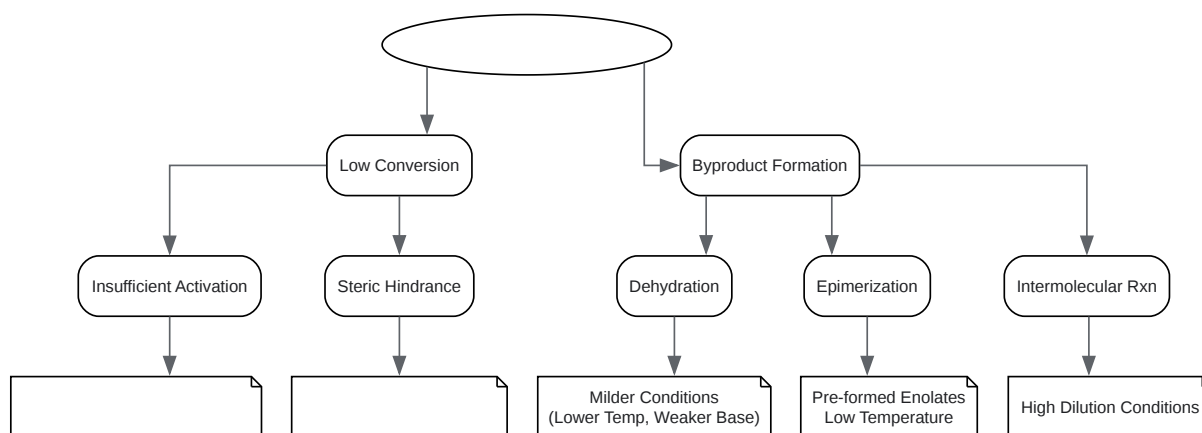 Low Conversion
Byproduct Formation
Insufficient Activation
Steric Hindrance
Dehydration
Epimerization
Intermolecular Rxn
Milder Conditions
(Lower Temp, Weaker Base)
Pre-formed Enolates
Low Temperature
High Dilution Conditions